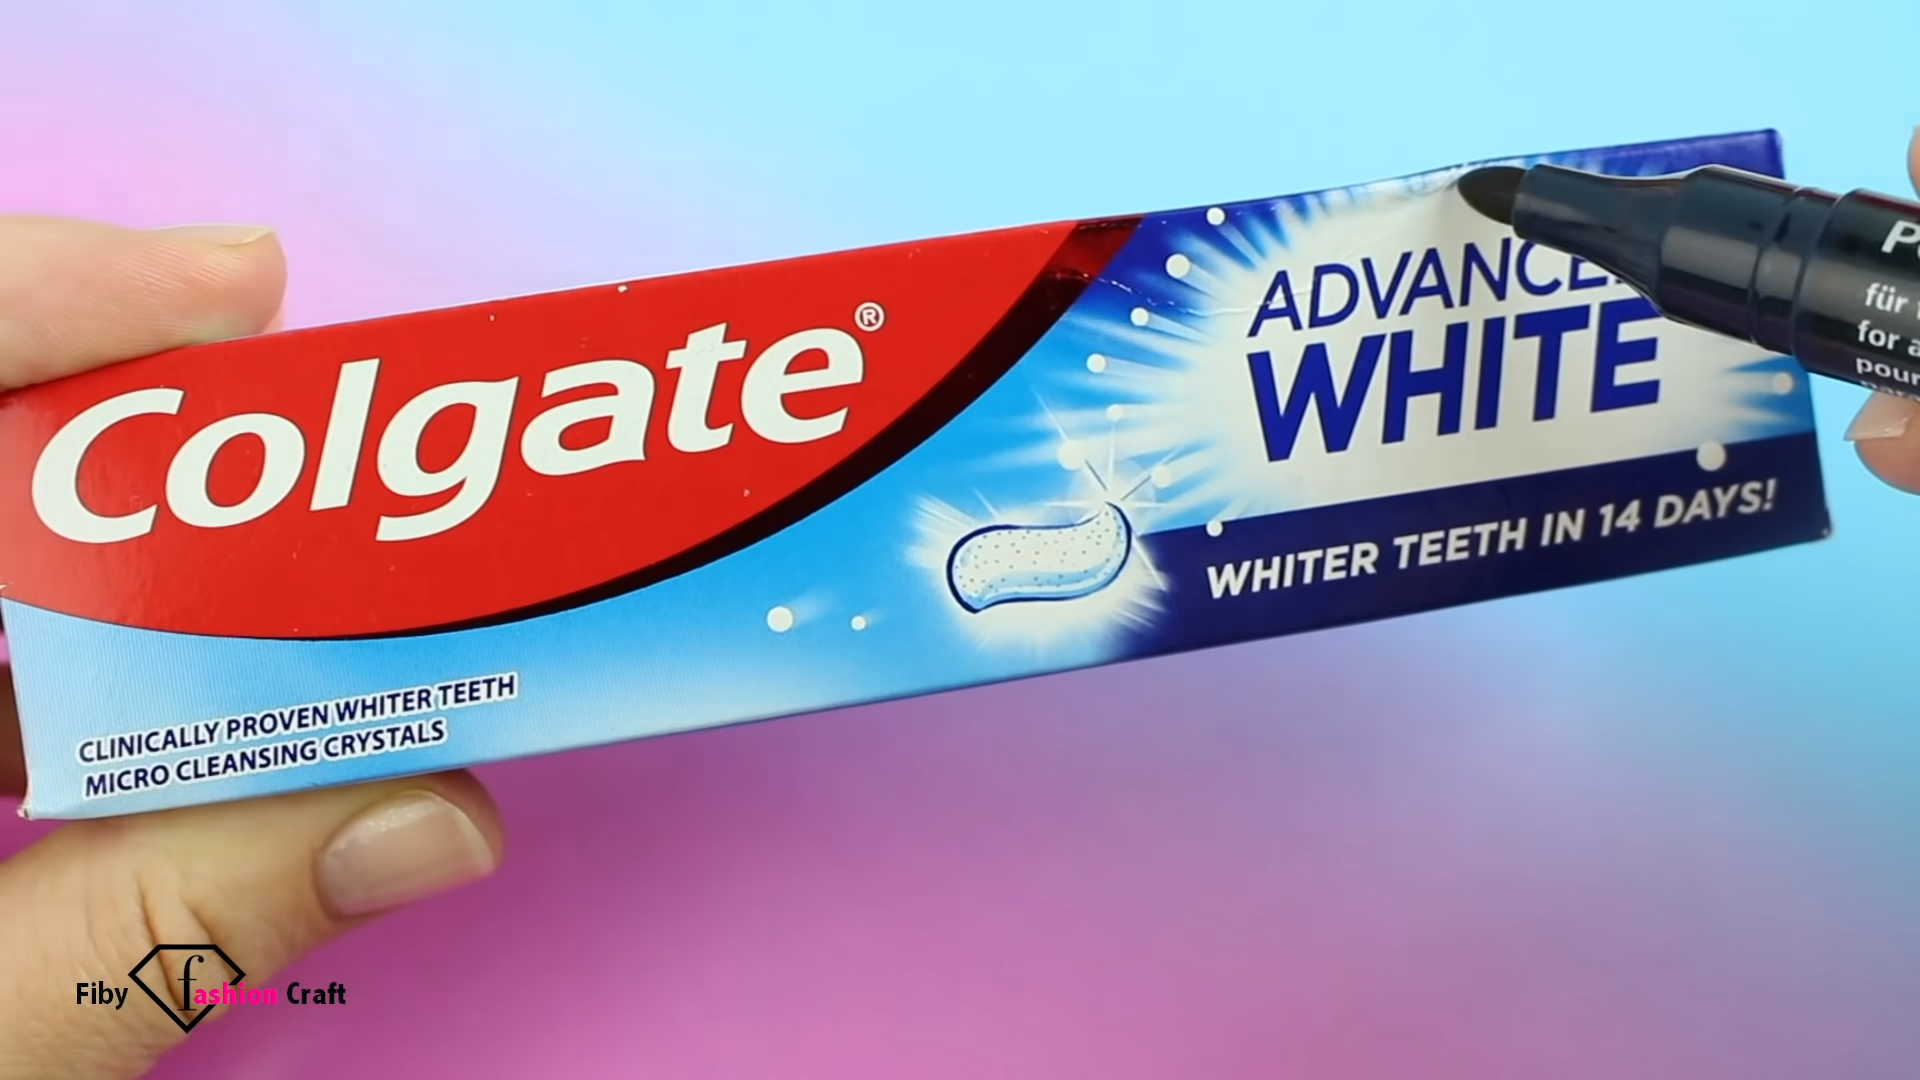 Colgate®
ADVANCE
WHITE
WHITER TEETH IN 14 DAYS!
CLINICALLY PROVEN WHITER TEETH
MICRO CLEANSING CRYSTALS
für
for
pour
Fiby fashion Craft